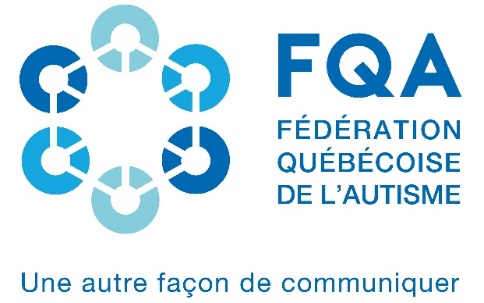 FQA
FÉDÉRATION
QUÉBÉCOISE
DE L'AUTISME
Une autre façon de communiquer